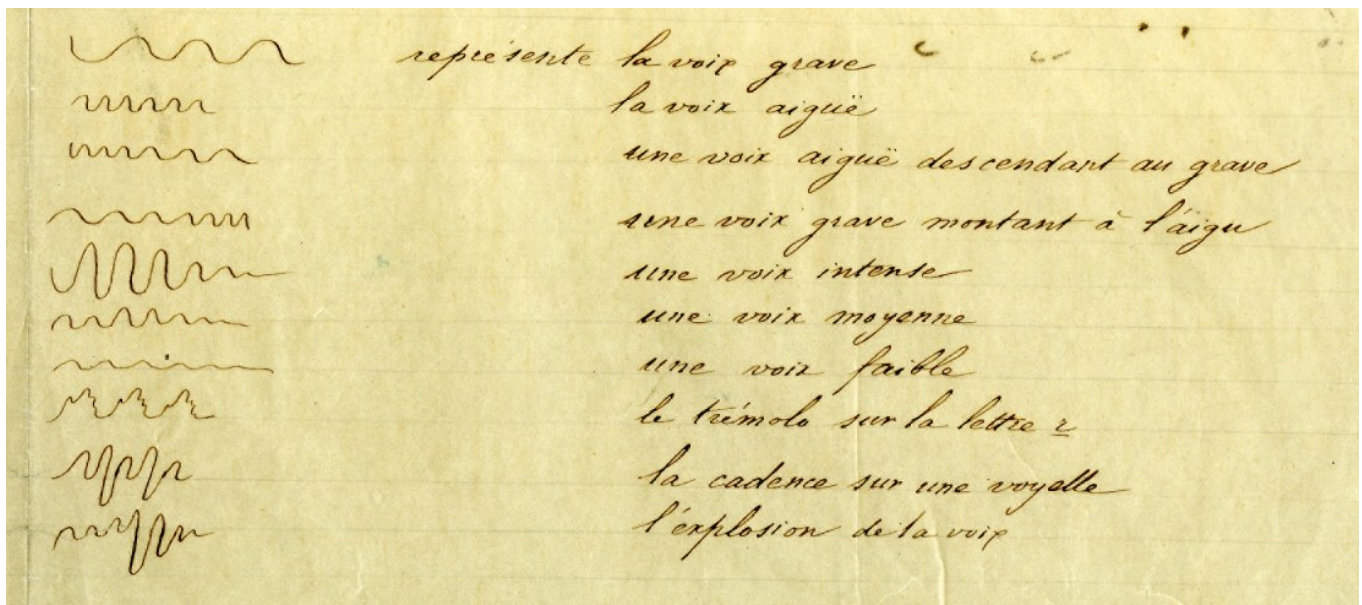 représente la voix grave
la voix aiguë
une voix aiguë descendant au grave
une voix grave montant à l'aigu
une voix intense
une voix moyenne
une voix faible
le trémolo sur la lettre r
la cadence sur une voyelle
l'explosion de la voix